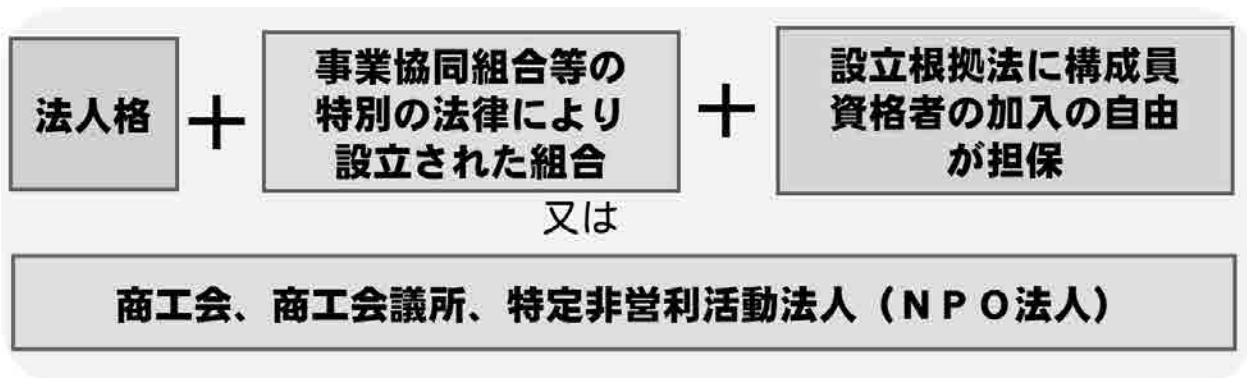 法人格
+
事業協同組合等の
特別の法律により
設立された組合
+
設立根拠法に構成員
資格者の加入の自由
が担保
又は
商工会、商工会議所、特定非営利活動法人（ＮＰＯ法人）